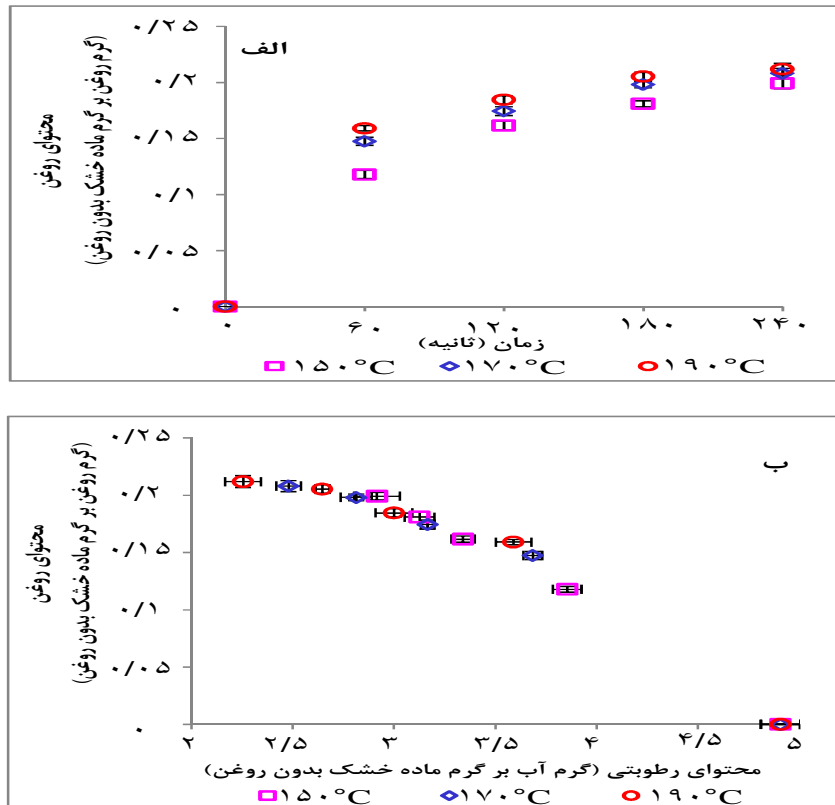 ۰/۲۵
الف
۰/۲
۰/۱۵
۰/۱
۰/۰۵
۰
محتوای روغن
(گرم روغن بر گرم ماده خشک بدون روغن)
۰ ۶۰ ۱۲۰ ۱۸۰ ۲۴۰
زمان (ثانیه)
۱۵۰°C ۱۷۰°C ۱۹۰°C
۰/۲۵
ب
۰/۲
۰/۱۵
۰/۱
۰/۰۵
۰
محتوای روغن
(گرم روغن بر گرم ماده خشک بدون روغن)
۲ ۲/۵ ۳ ۳/۵ ۴ ۴/۵ ۵
محتوای رطوبتی (گرم آب بر گرم ماده خشک بدون روغن)
۱۵۰°C ۱۷۰°C ۱۹۰°C